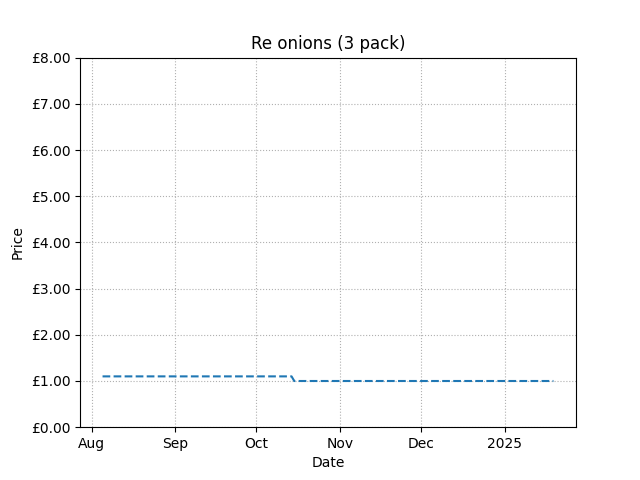 Re onions (3 pack)
£8.00
£7.00
£6.00
£5.00
£4.00
£3.00
£2.00
£1.00
£0.00
Price
Aug Sep Oct Nov Dec 2025
Date